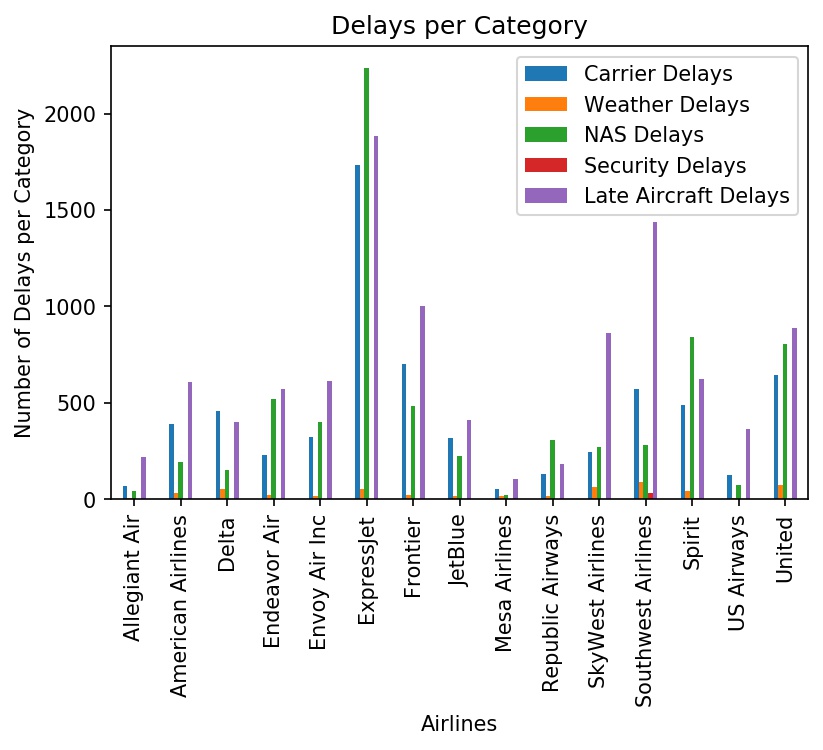 Delays per Category
Number of Delays per Category
2000
1500
1000
500
0
Carrier Delays
Weather Delays
NAS Delays
Security Delays
Late Aircraft Delays
Allegiant Air
American Airlines
Delta
Endeavor Air
Envoy Air Inc
ExpressJet
Frontier
JetBlue
Mesa Airlines
Republic Airways
SkyWest Airlines
Southwest Airlines
Spirit
US Airways
United
Airlines